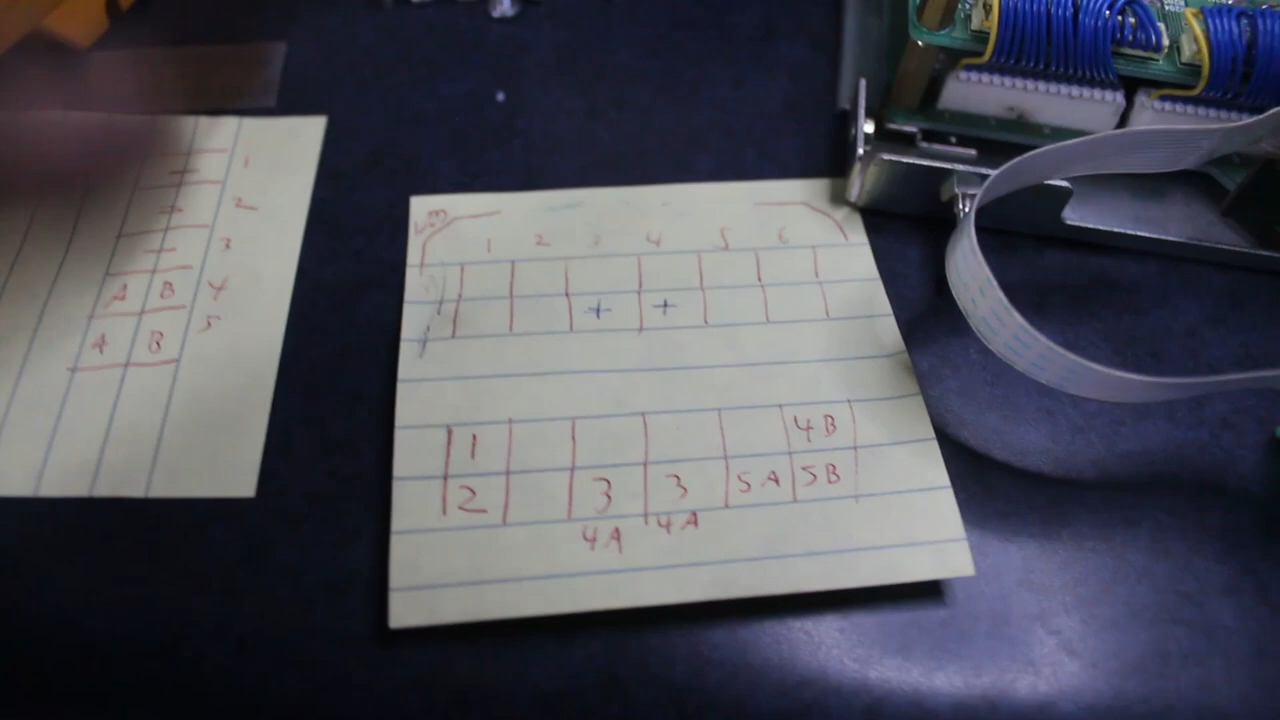 1
2
3
A B 4
A B 5
1 2 3 4 5 6
+ +
1 4B
2 3 3 5A 5B
4A 4A